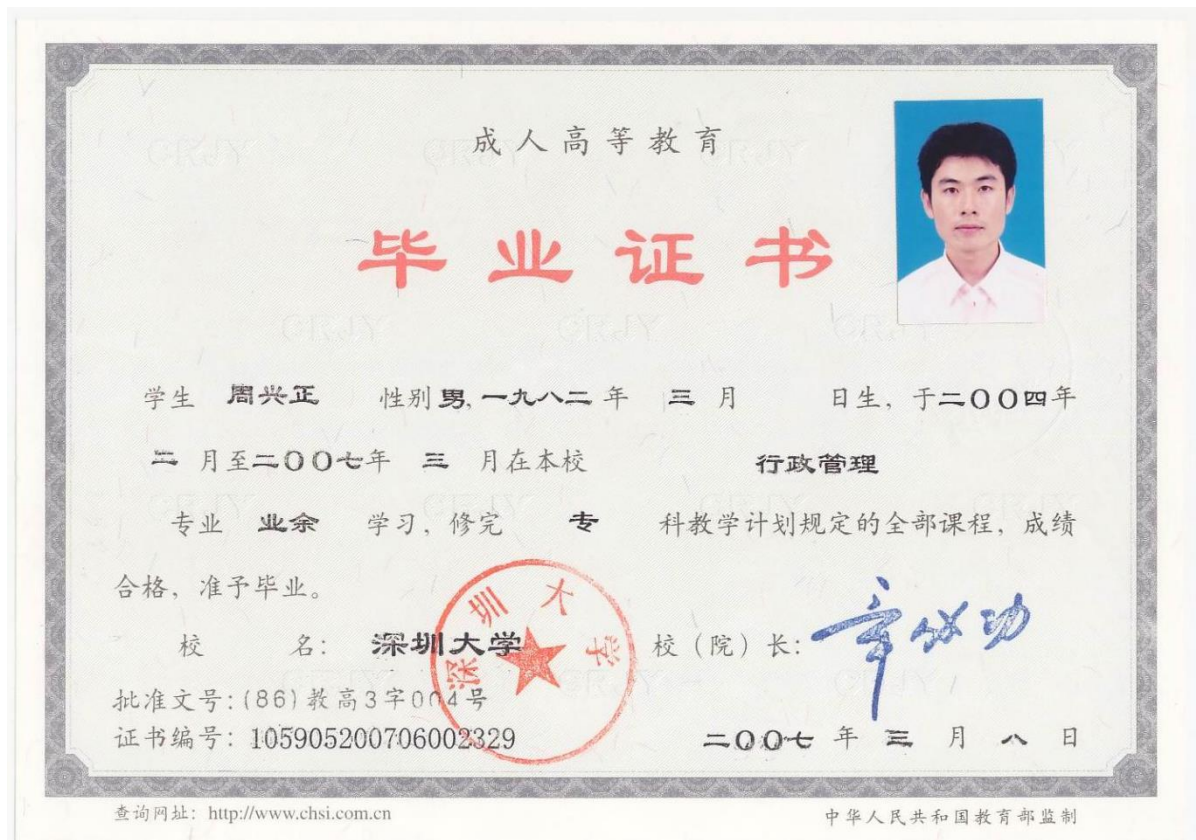 成人高等教育
毕业证书
学生 周兴正 性别 男, 一九八二 年 三 月 日生, 于二〇〇四年
二 月至二〇〇七年 三 月在本校 行政管理
专业 业余 学习, 修完 专 科教学计划规定的全部课程, 成绩
合格, 准予毕业。
校 名: 深圳大学 校（院）长: 章必功
深圳大学
批准文号: (86) 教高3字004号
证书编号: 105905200706002329 二〇〇七 年 三 月 八 日
查询网址: http://www.chsi.com.cn 中华人民共和国教育部监制